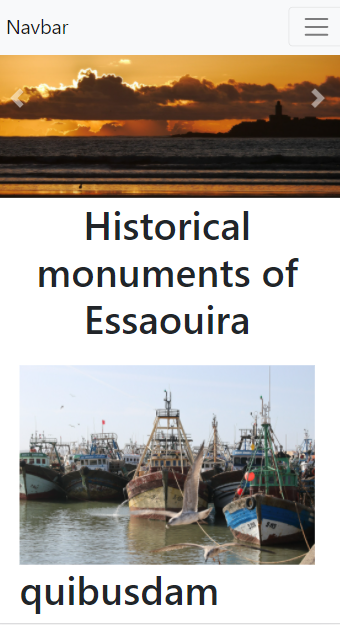 Navbar
Historical
monuments of
Essaouira
quibusdam